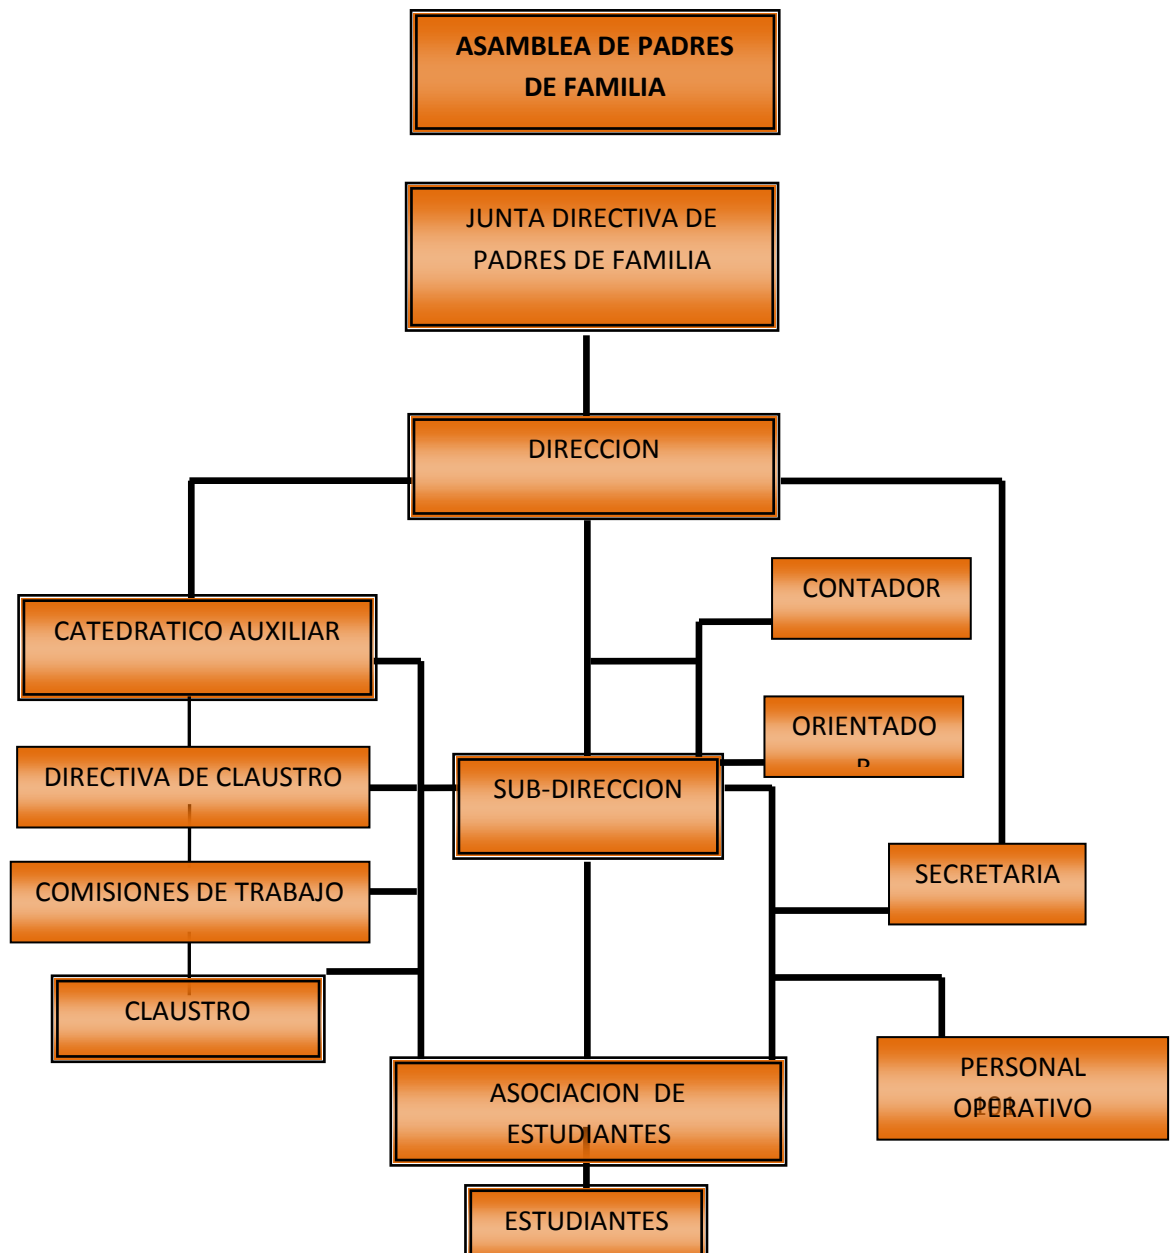 ASAMBLEA DE PADRES
DE FAMILIA
JUNTA DIRECTIVA DE
PADRES DE FAMILIA
DIRECCION
CONTADOR
CATEDRATICO AUXILIAR
ORIENTADO
R
DIRECTIVA DE CLAUSTRO
SUB-DIRECCION
COMISIONES DE TRABAJO
SECRETARIA
CLAUSTRO
PERSONAL
OPERATIVO
101
ASOCIACION DE
ESTUDIANTES
ESTUDIANTES